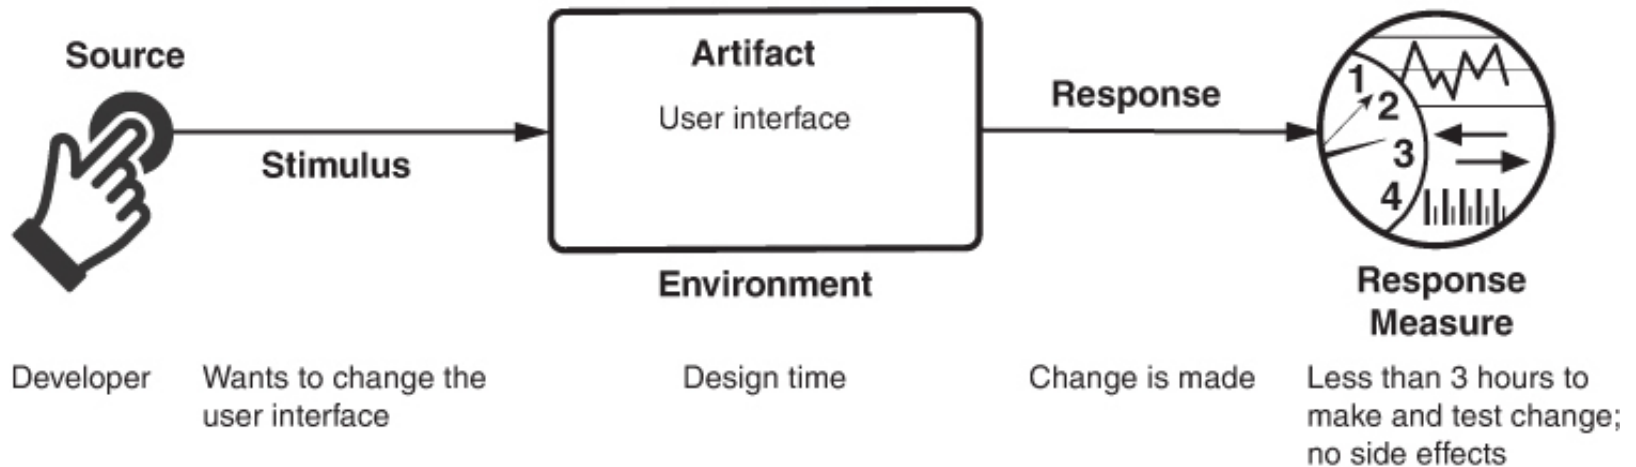 Source
Stimulus
Artifact
User interface
Environment
Response
1
2
3
4
Response
Measure
Developer
Wants to change the
user interface
Design time
Change is made
Less than 3 hours to
make and test change;
no side effects